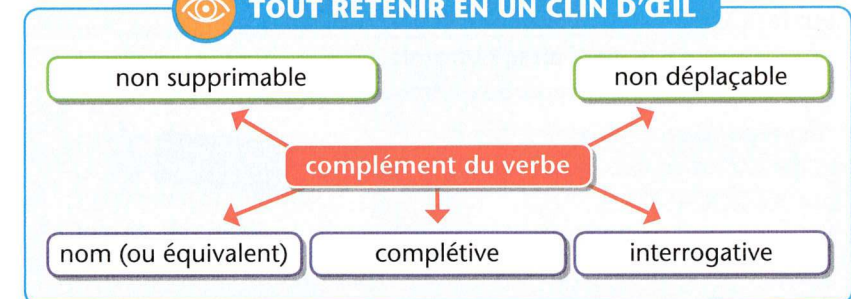 TOUT RETENIR EN UN CLIN D'ŒIL
non supprimable
non déplaçable
complément du verbe
nom (ou équivalent)
complétive
interrogative